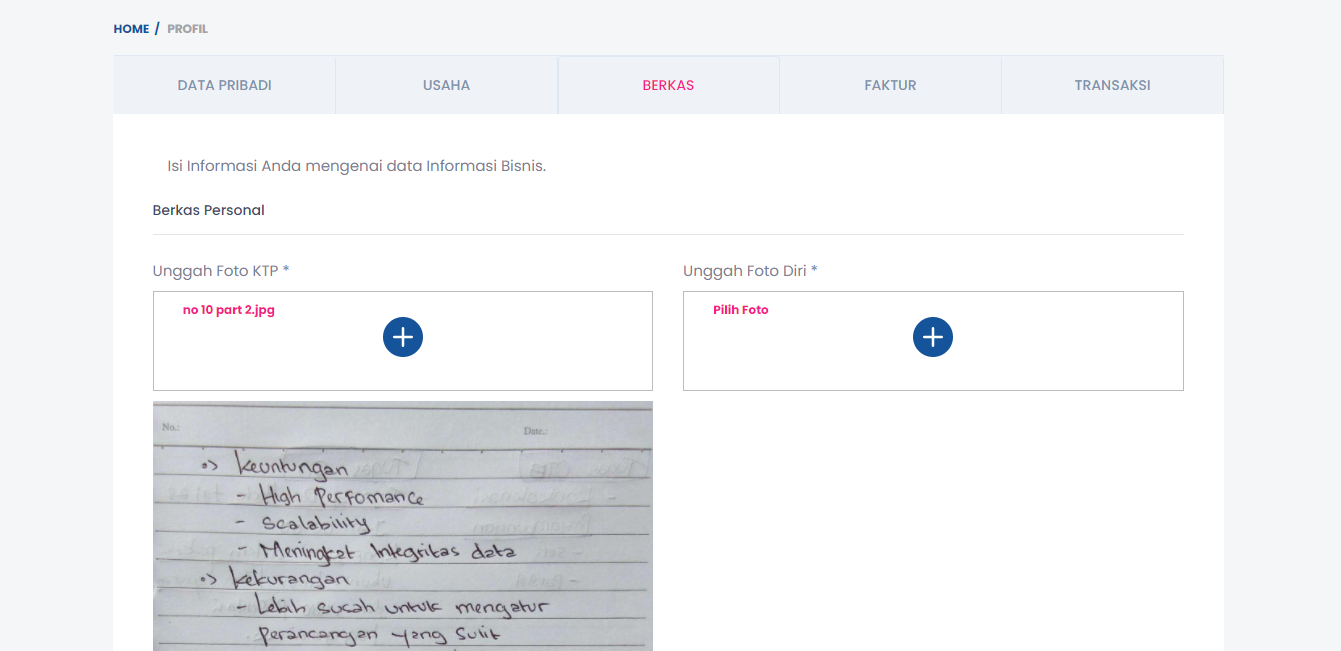 HOME / PROFIL
DATA PRIBADI
USAHA
BERKAS
FAKTUR
TRANSAKSI
Isi Informasi Anda mengenai data Informasi Bisnis.
Berkas Personal
Unggah Foto KTP *
Unggah Foto Diri *
no 10 part 2.jpg
Pilih Foto
No.:
Date.:
•> Keuntungan
- High Perfomance
- Scalability
- Meningkat Integritas data
•> Kekurangan
- Lebih sucah untuk mengatur
perancangan yang sulit